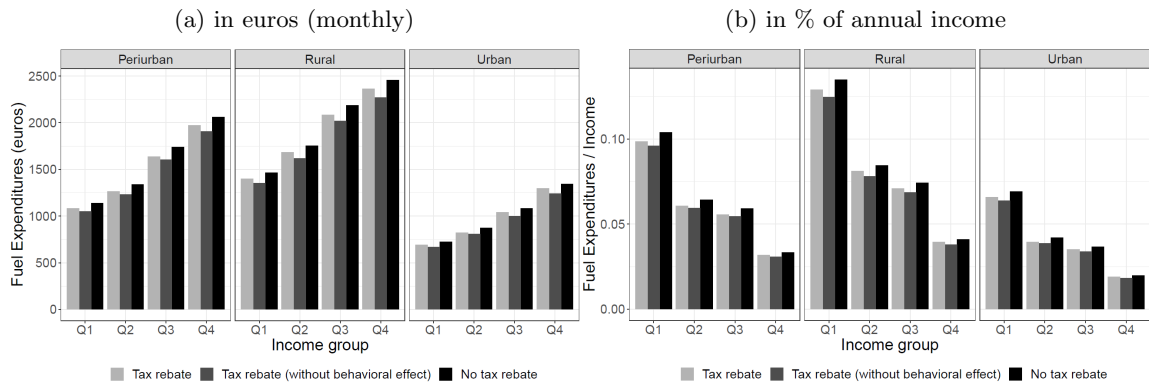 (a) in euros (monthly)
Periurban Rural Urban
Fuel Expenditures (euros)
2500
2000
1500
1000
500
0
Q1 Q2 Q3 Q4 Q1 Q2 Q3 Q4 Q1 Q2 Q3 Q4
Income group
Tax rebate Tax rebate (without behavioral effect) No tax rebate
(b) in % of annual income
Periurban Rural Urban
Fuel Expenditures / Income
0.10
0.05
0.00
Q1 Q2 Q3 Q4 Q1 Q2 Q3 Q4 Q1 Q2 Q3 Q4
Income group
Tax rebate Tax rebate (without behavioral effect) No tax rebate